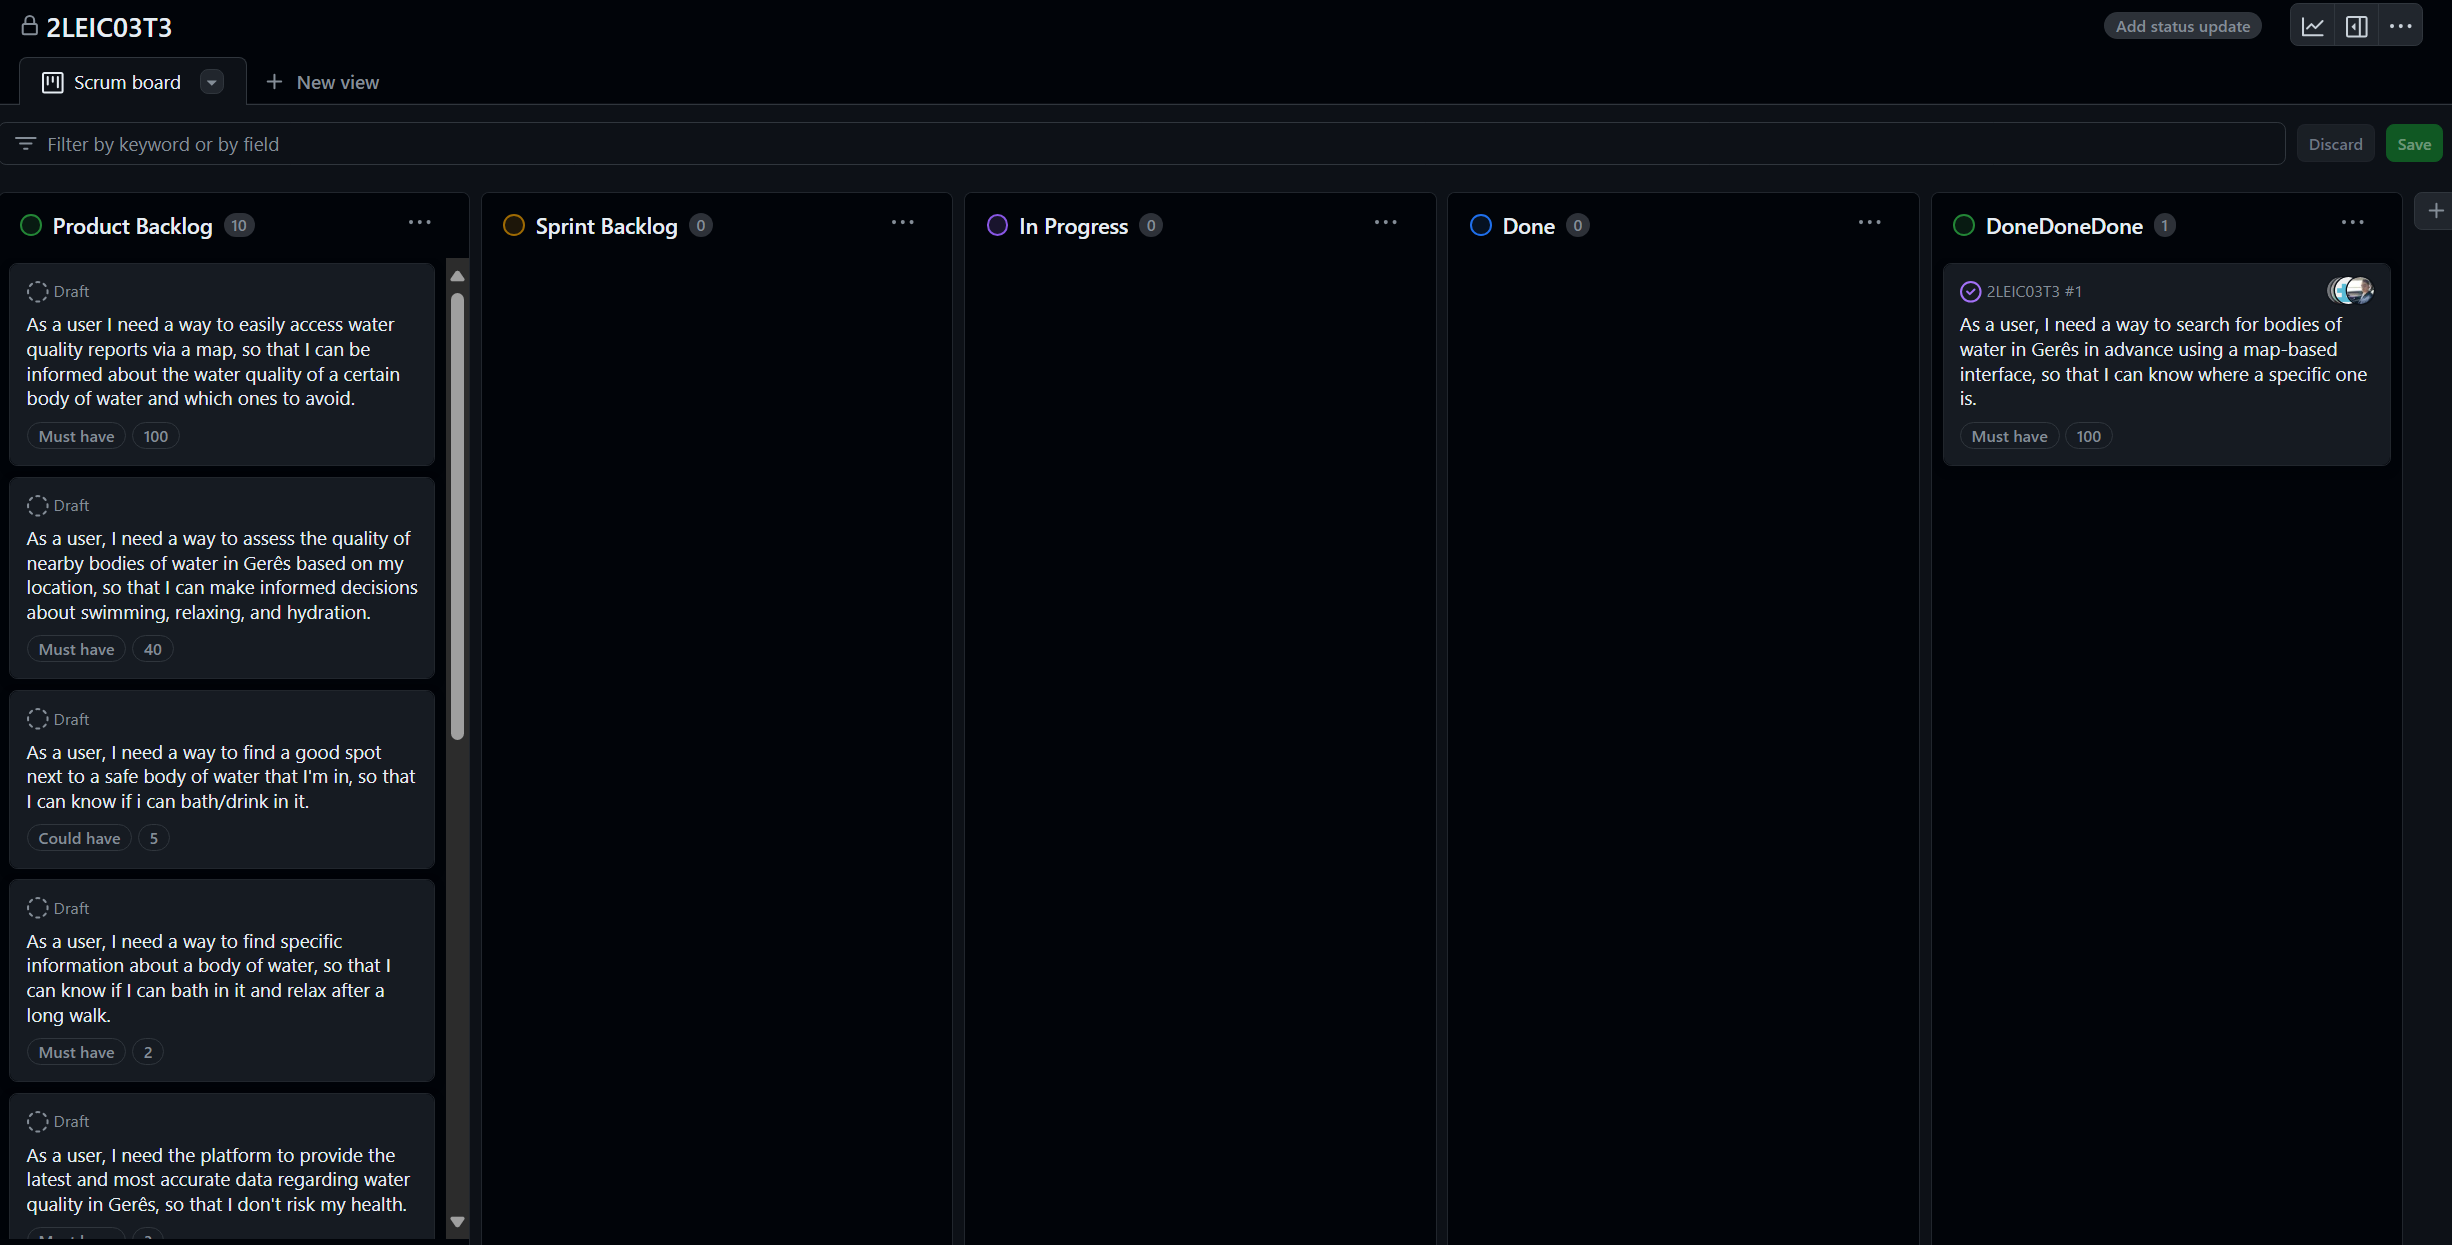 2LEIC03T3
Add status update
Scrum board
New view
Filter by keyword or by field
Discard
Save
Product Backlog 10
Draft
As a user I need a way to easily access water
quality reports via a map, so that I can be
informed about the water quality of a certain
body of water and which ones to avoid.
Must have 100
Draft
As a user, I need a way to assess the quality of
nearby bodies of water in Gerês based on my
location, so that I can make informed decisions
about swimming, relaxing, and hydration.
Must have 40
Draft
As a user, I need a way to find a good spot
next to a safe body of water that I'm in, so that
I can know if i can bath/drink in it.
Could have 5
Draft
As a user, I need a way to find specific
information about a body of water, so that I
can know if I can bath in it and relax after a
long walk.
Must have 2
Draft
As a user, I need the platform to provide the
latest and most accurate data regarding water
quality in Gerês, so that I don't risk my health.
Sprint Backlog 0
In Progress 0
Done 0
DoneDoneDone 1
2LEIC03T3 #1
As a user, I need a way to search for bodies of
water in Gerês in advance using a map-based
interface, so that I can know where a specific one
is.
Must have 100